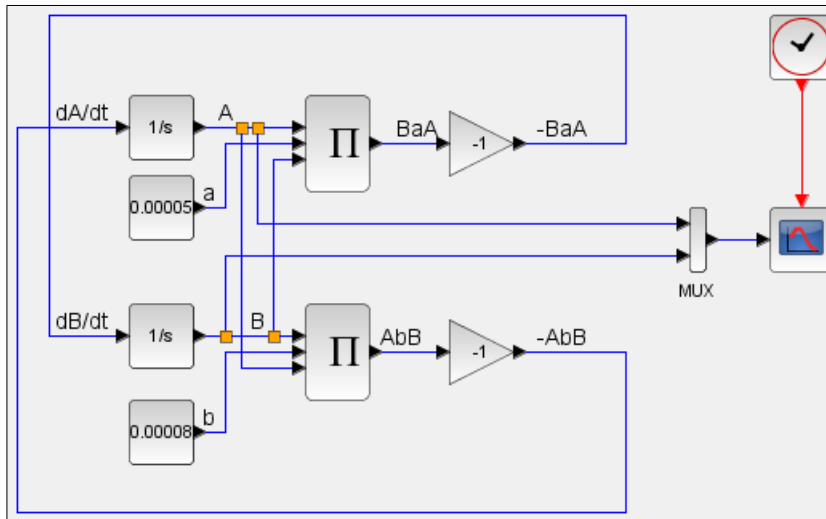 dA/dt
1/s
A
Π
BaA
-1
-BaA
0.00005
a
MUX
dB/dt
1/s
B
Π
AbB
-1
-AbB
0.00008
b